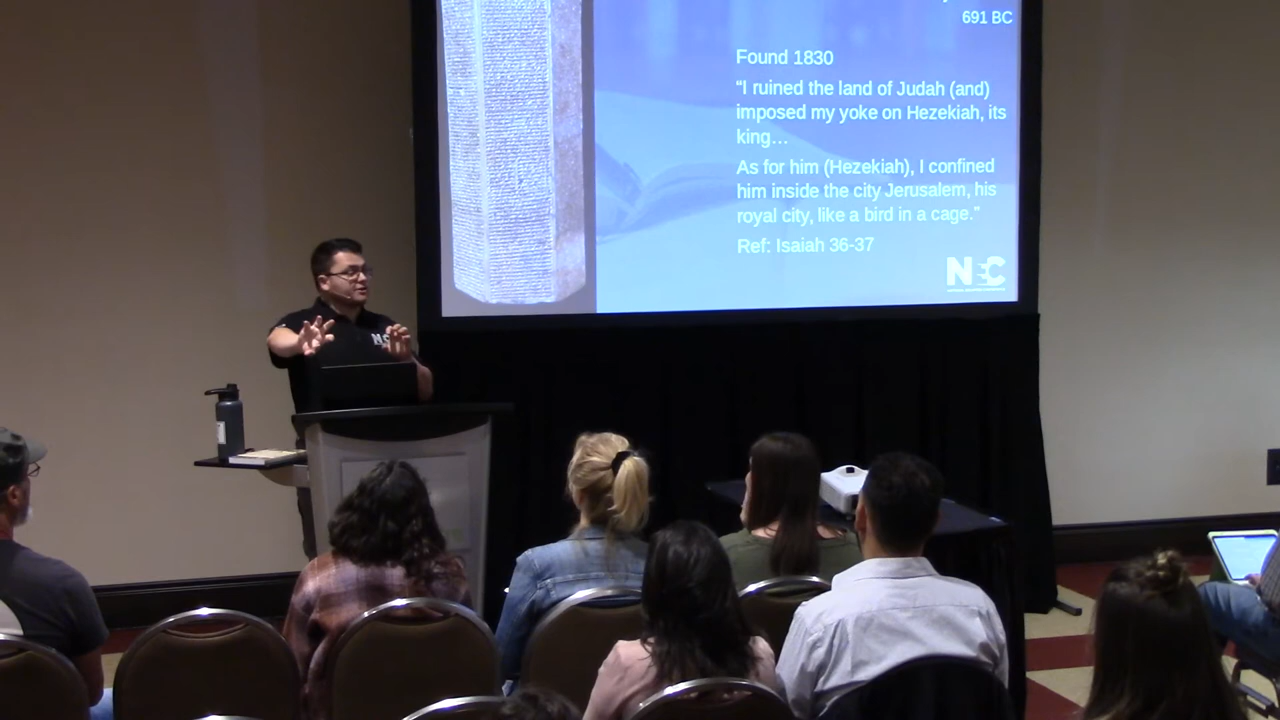 691 BC
Found 1830
“I ruined the land of Judah (and)
imposed my yoke on Hezekiah, its
king…
As for him (Hezekiah), I confined
him inside the city Jerusalem, his
royal city, like a bird in a cage.”
Ref: Isaiah 36-37
NEC